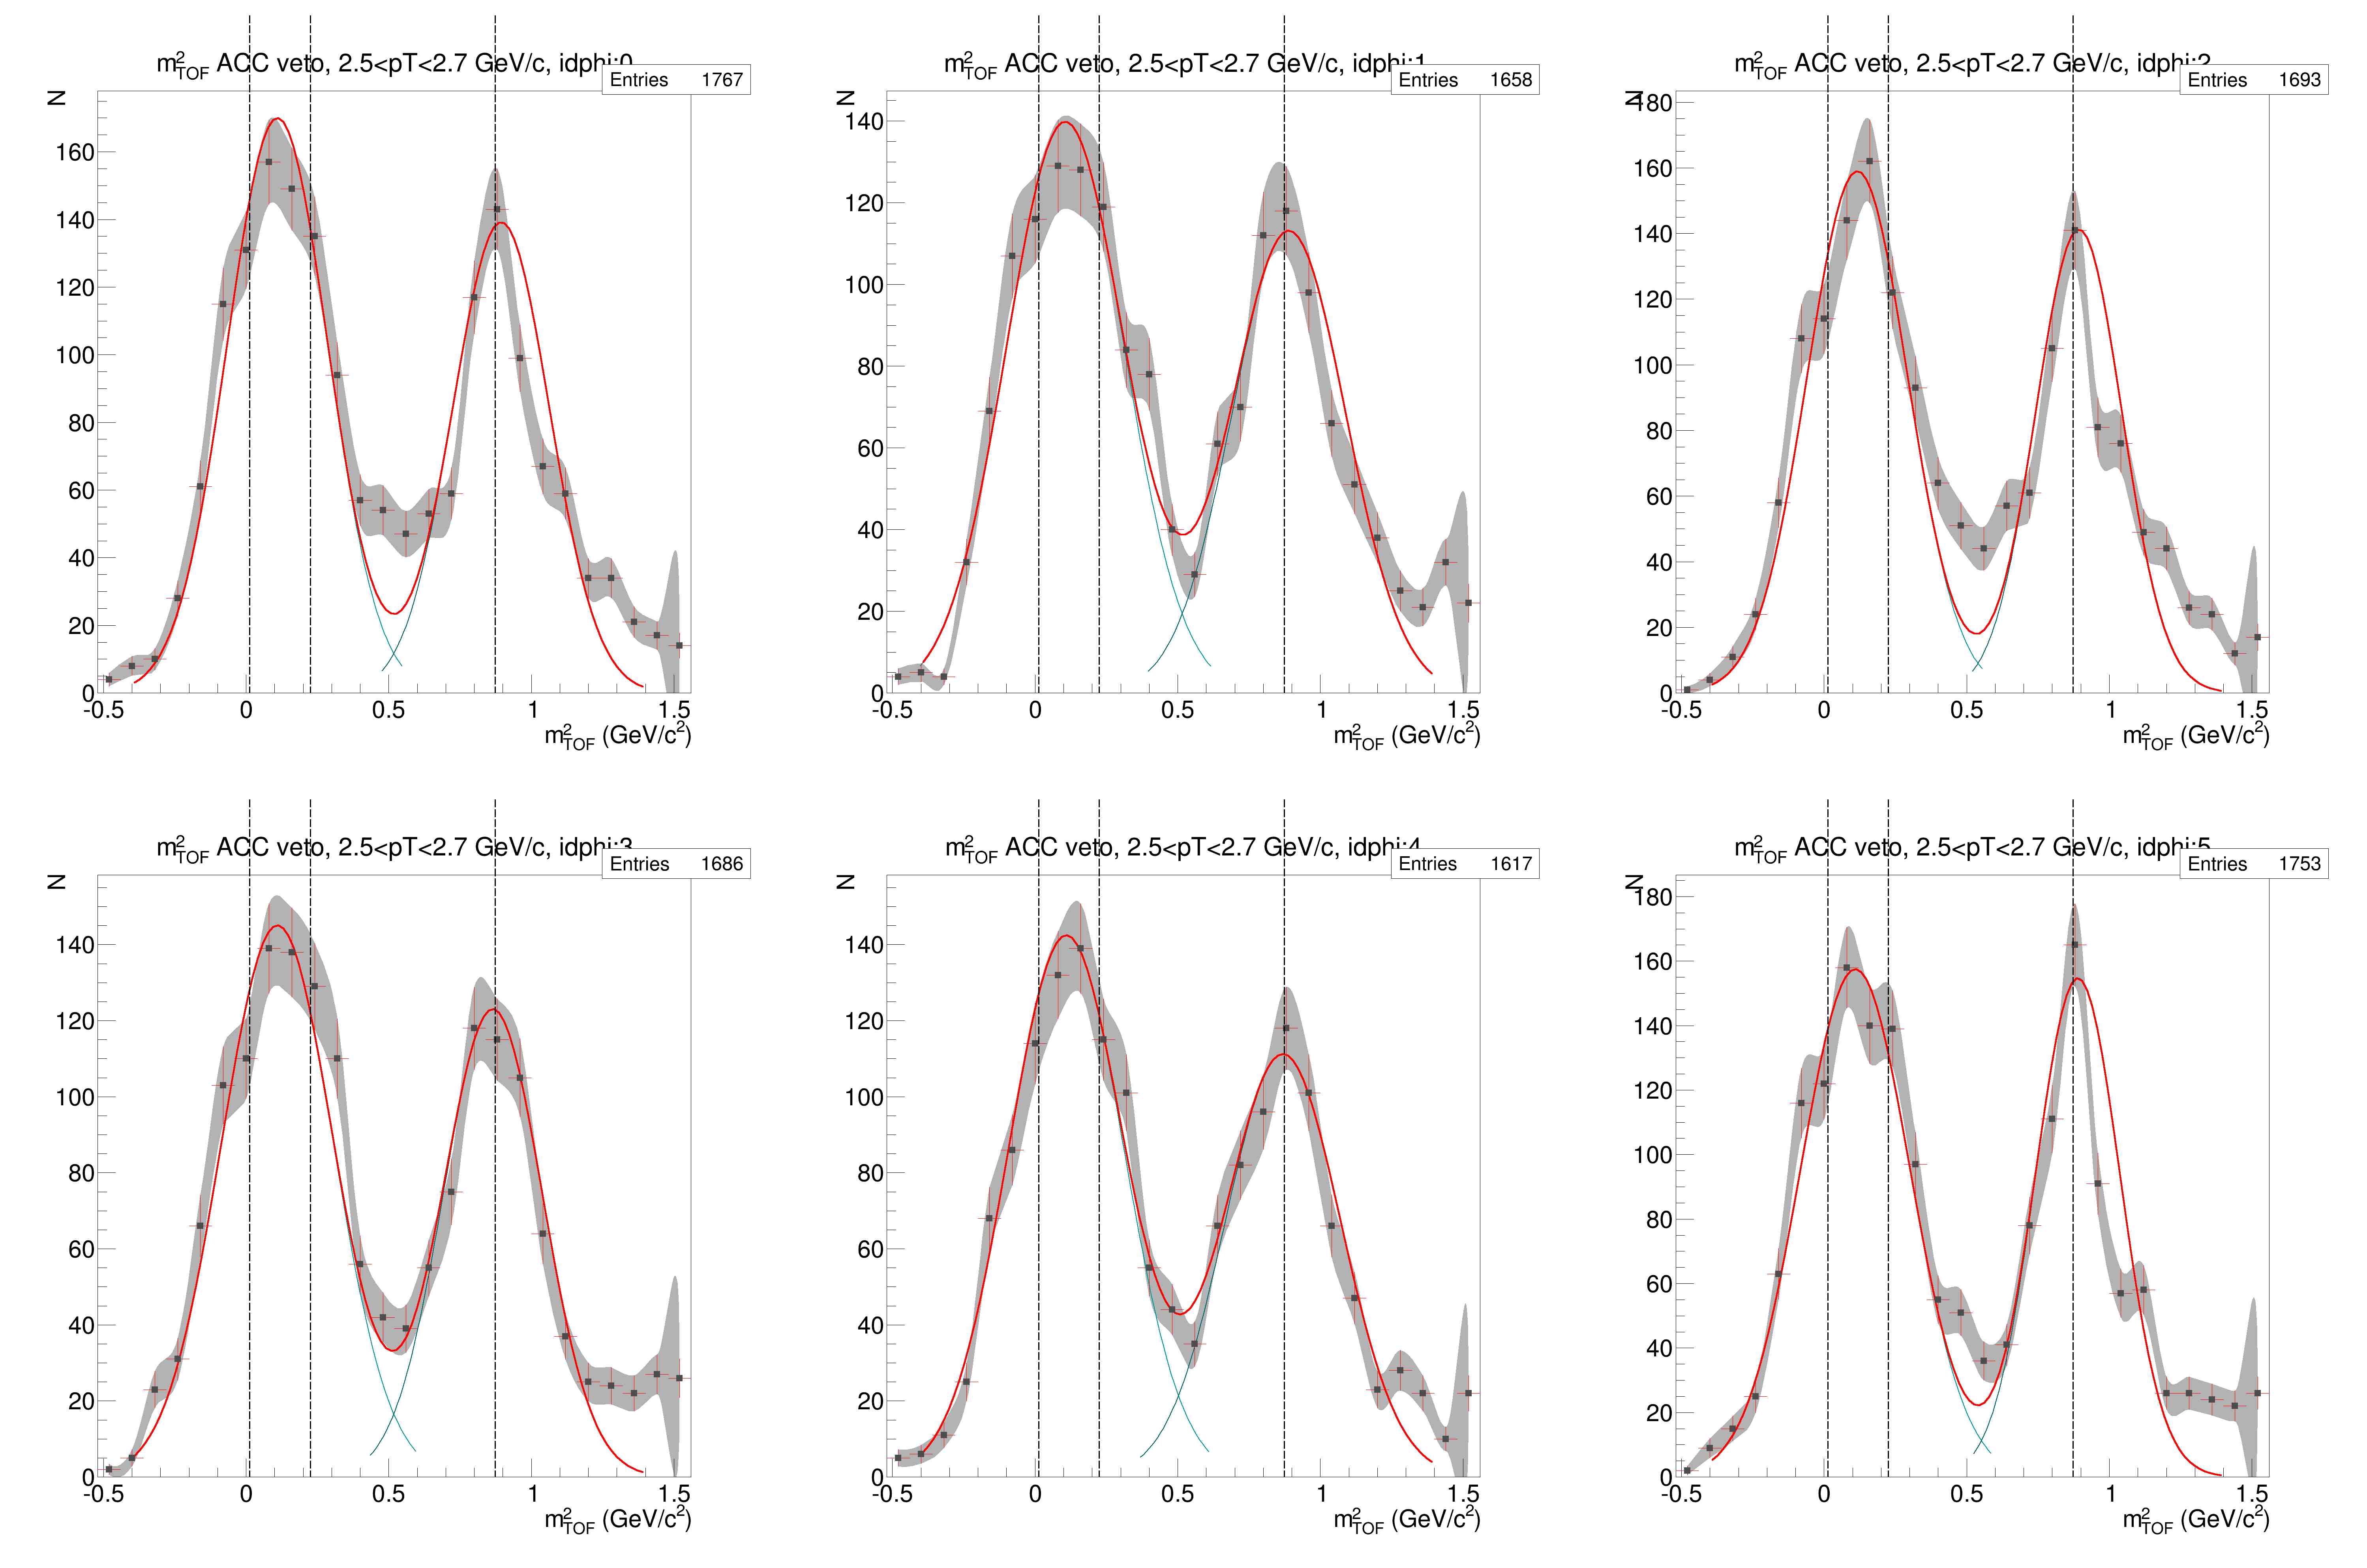 m²TOF ACC veto, 2.5<pT<2.7 GeV/c, idphi:0
Entries 1767
N
160
140
120
100
80
60
40
20
0
-0.5 0 0.5 1 1.5
m²TOF (GeV/c²)
m²TOF ACC veto, 2.5<pT<2.7 GeV/c, idphi:1
Entries 1658
N
140
120
100
80
60
40
20
0
-0.5 0 0.5 1 1.5
m²TOF (GeV/c²)
m²TOF ACC veto, 2.5<pT<2.7 GeV/c, idphi:2
Entries 1693
N
180
160
140
120
100
80
60
40
20
0
-0.5 0 0.5 1 1.5
m²TOF (GeV/c²)
m²TOF ACC veto, 2.5<pT<2.7 GeV/c, idphi:3
Entries 1686
N
140
120
100
80
60
40
20
0
-0.5 0 0.5 1 1.5
m²TOF (GeV/c²)
m²TOF ACC veto, 2.5<pT<2.7 GeV/c, idphi:4
Entries 1617
N
140
120
100
80
60
40
20
0
-0.5 0 0.5 1 1.5
m²TOF (GeV/c²)
m²TOF ACC veto, 2.5<pT<2.7 GeV/c, idphi:5
Entries 1753
N
180
160
140
120
100
80
60
40
20
0
-0.5 0 0.5 1 1.5
m²TOF (GeV/c²)